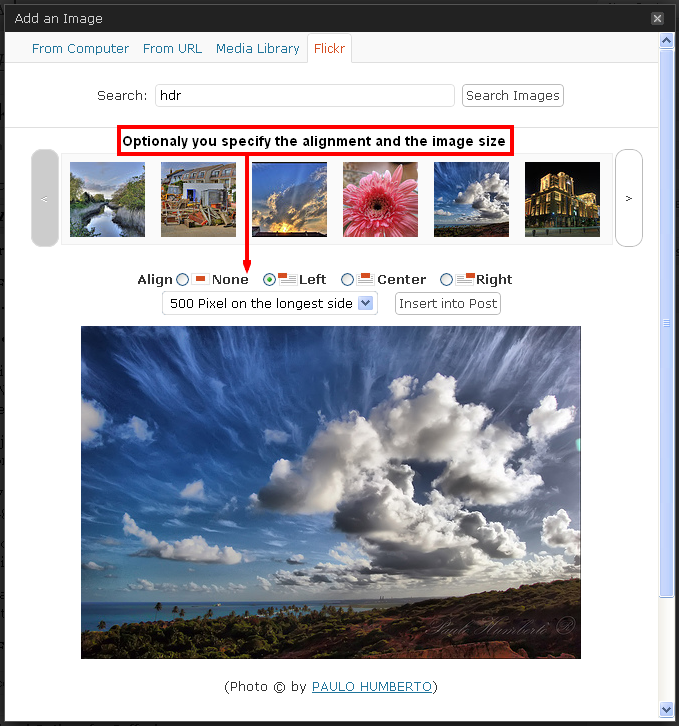 Add an Image
From Computer From URL Media Library Flickr
Search: hdr Search Images
Optionaly you specify the alignment and the image size
< >
Align None Left Center Right
500 Pixel on the longest side Insert into Post
Paulo Humberto
(Photo © by PAULO HUMBERTO)